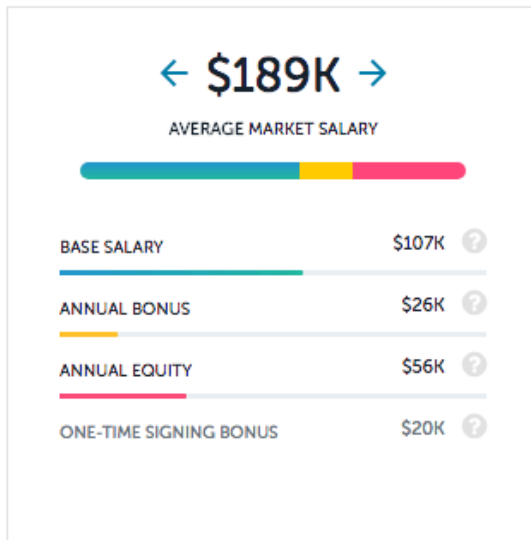 ← $189K →
AVERAGE MARKET SALARY
BASE SALARY $107K ?
ANNUAL BONUS $26K ?
ANNUAL EQUITY $56K ?
ONE-TIME SIGNING BONUS $20K ?